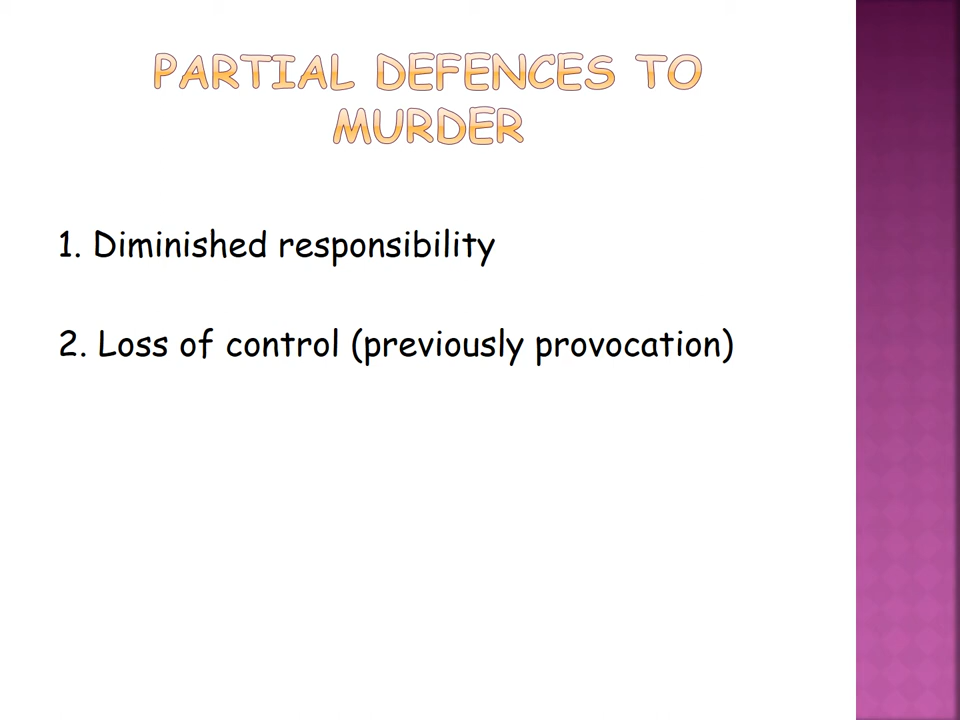 PARTIAL DEFENCES TO
MURDER
1. Diminished responsibility
2. Loss of control (previously provocation)